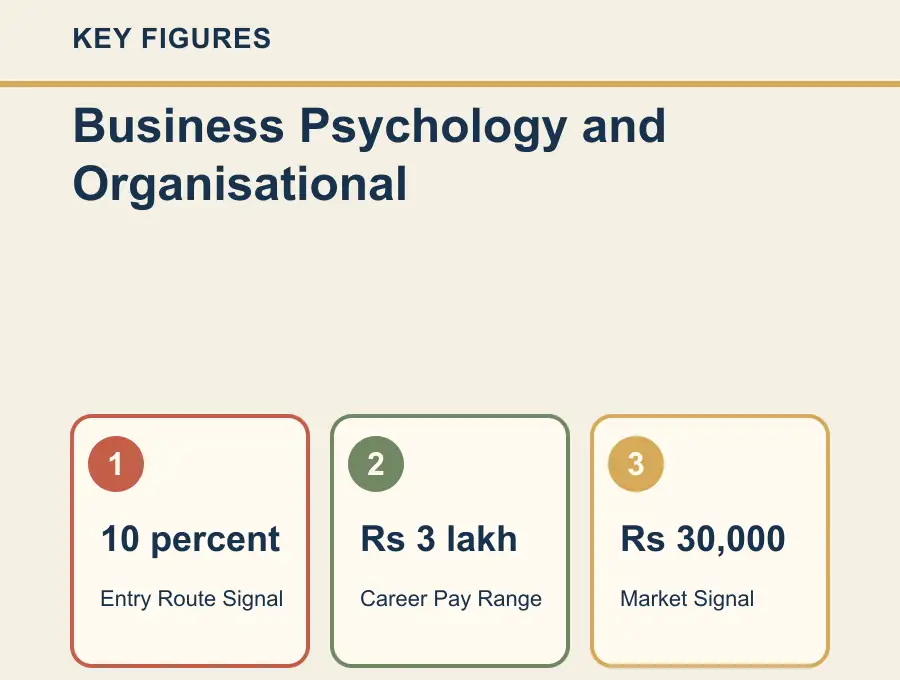 KEY FIGURES
Business Psychology and
Organisational
1
10 percent
Entry Route Signal
2
Rs 3 lakh
Career Pay Range
3
Rs 30,000
Market Signal